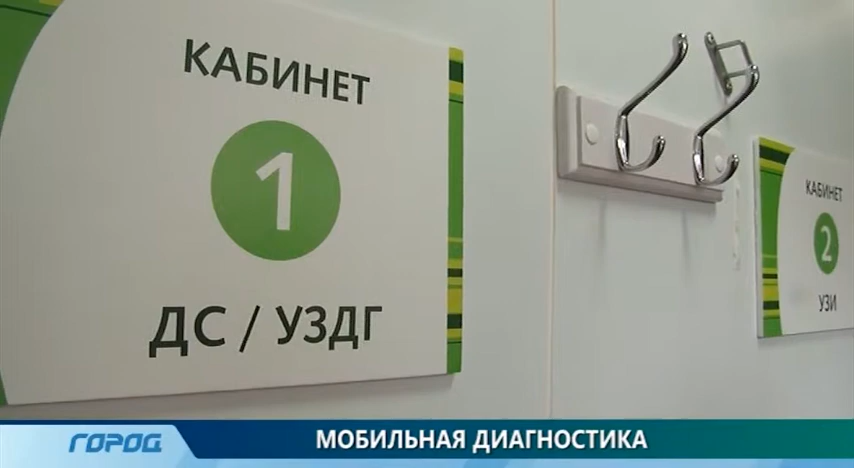 КАБИНЕТ
1
ДС / УЗДГ
КАБИНЕТ
2
УЗИ
ГОРОД
МОБИЛЬНАЯ ДИАГНОСТИКА